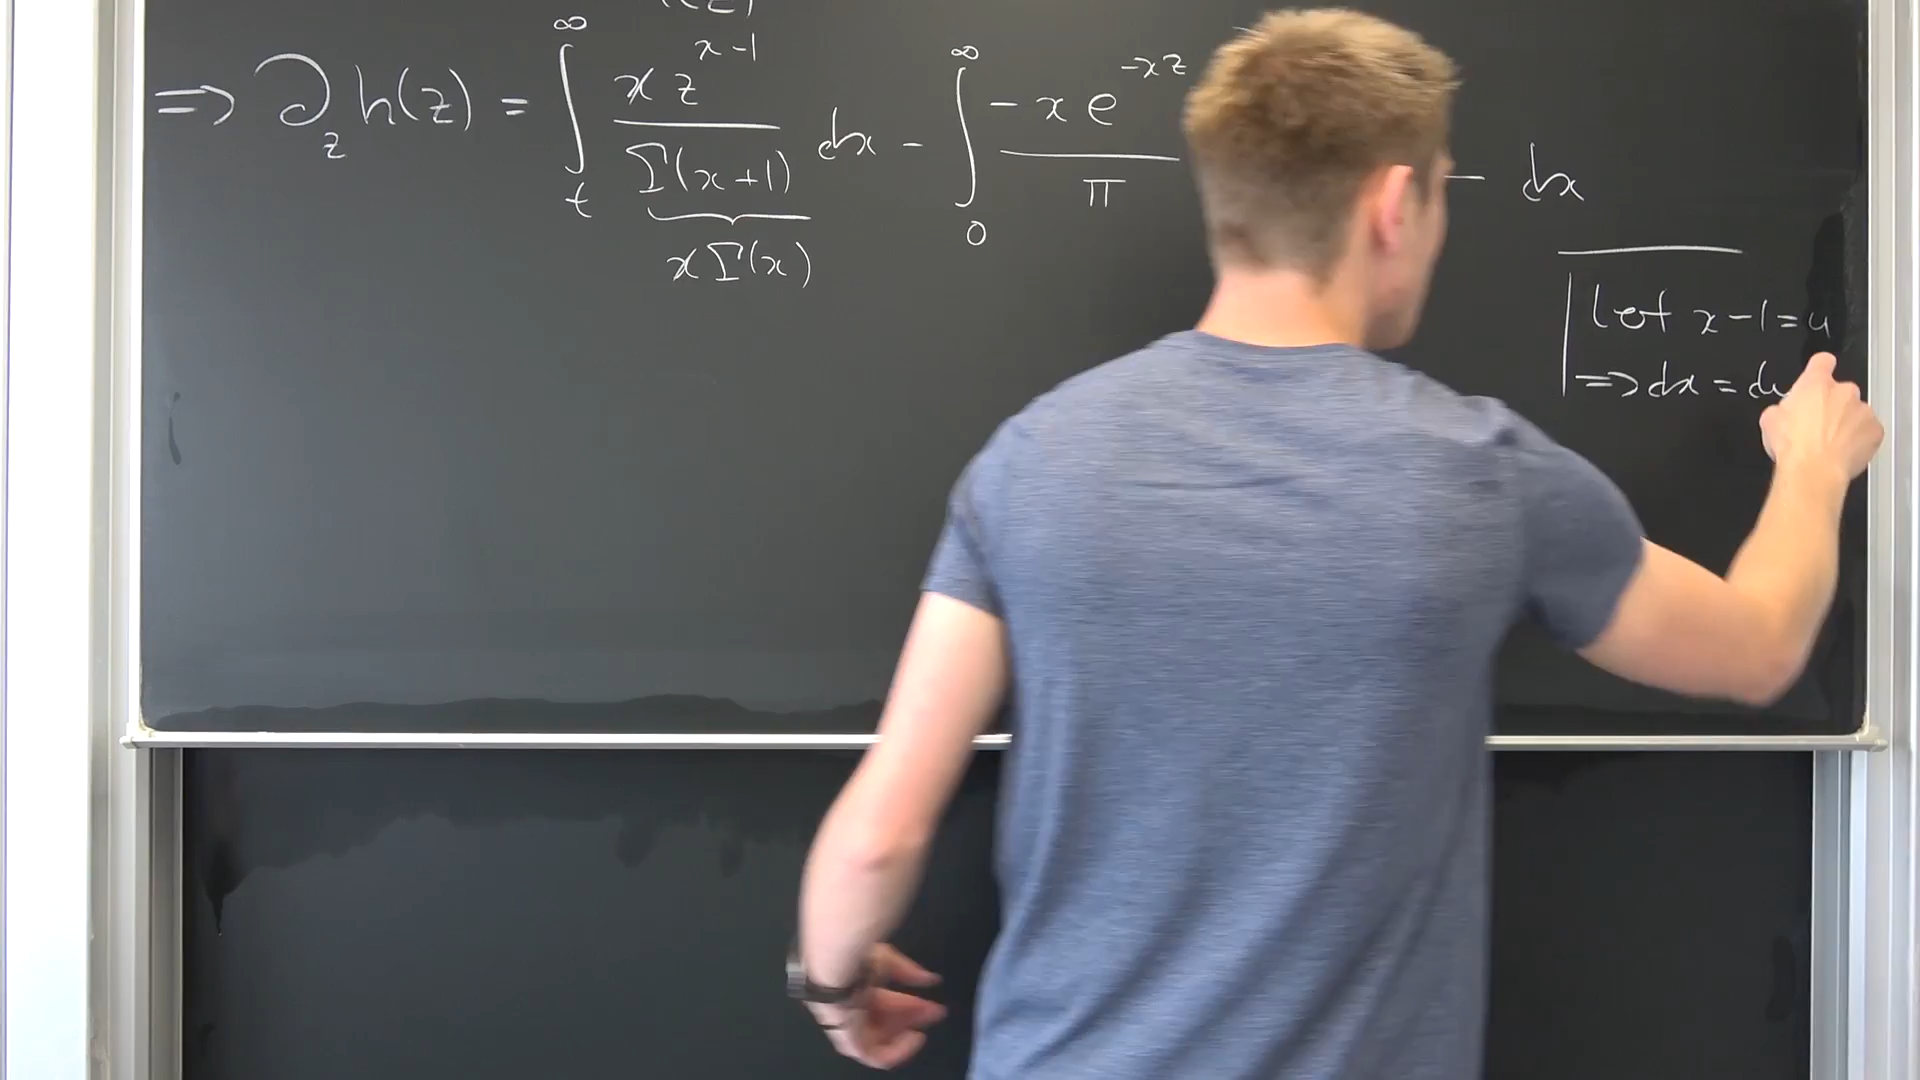 => ∂_z h(z) = ∫_t^∞ x z^{x-1} / Γ(x+1) dx - ∫_0^∞ -x e^{-xz} / π dx
x Γ(x)
let x-1=u
=> dx = du